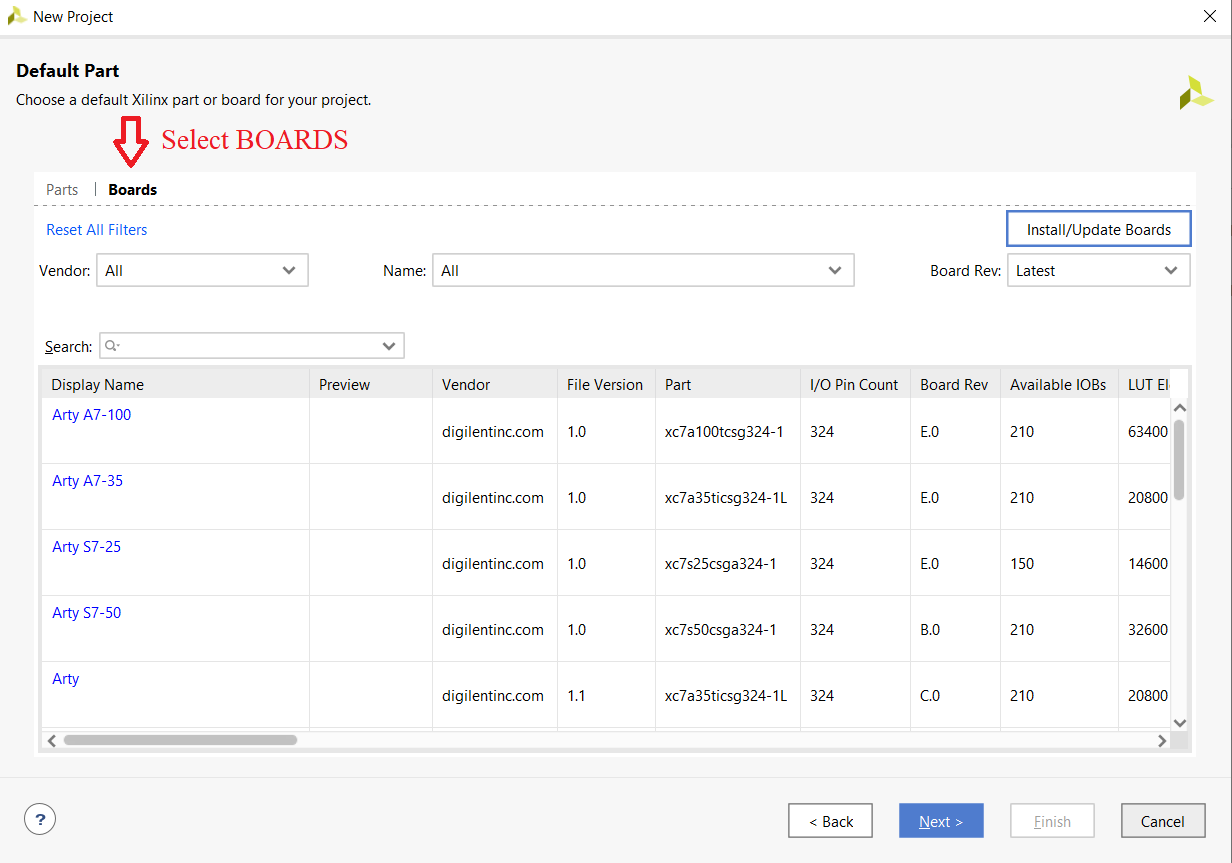 New Project
Default Part
Choose a default Xilinx part or board for your project.
Select BOARDS
Parts | Boards
Reset All Filters
Install/Update Boards
Vendor: All Name: All Board Rev: Latest
Search:
Display Name Preview Vendor File Version Part I/O Pin Count Board Rev Available IOBs LUT El
Arty A7-100 digilentinc.com 1.0 xc7a100tcsg324-1 324 E.0 210 63400
Arty A7-35 digilentinc.com 1.0 xc7a35ticsg324-1L 324 E.0 210 20800
Arty S7-25 digilentinc.com 1.0 xc7s25csga324-1 324 E.0 150 14600
Arty S7-50 digilentinc.com 1.0 xc7s50csga324-1 324 B.0 210 32600
Arty digilentinc.com 1.1 xc7a35ticsg324-1L 324 C.0 210 20800
? < Back Next > Finish Cancel